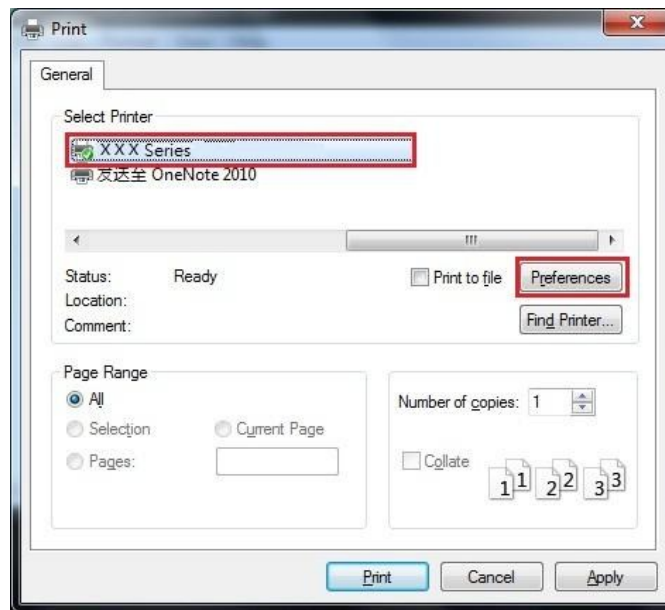 Print
General
Select Printer
XXX Series
发送至 OneNote 2010
Status: Ready
Print to file
Preferences
Location:
Comment:
Find Printer...
Page Range
All
Selection
Current Page
Pages:
Number of copies: 1
Collate
1 1 2 2 3 3
Print Cancel Apply